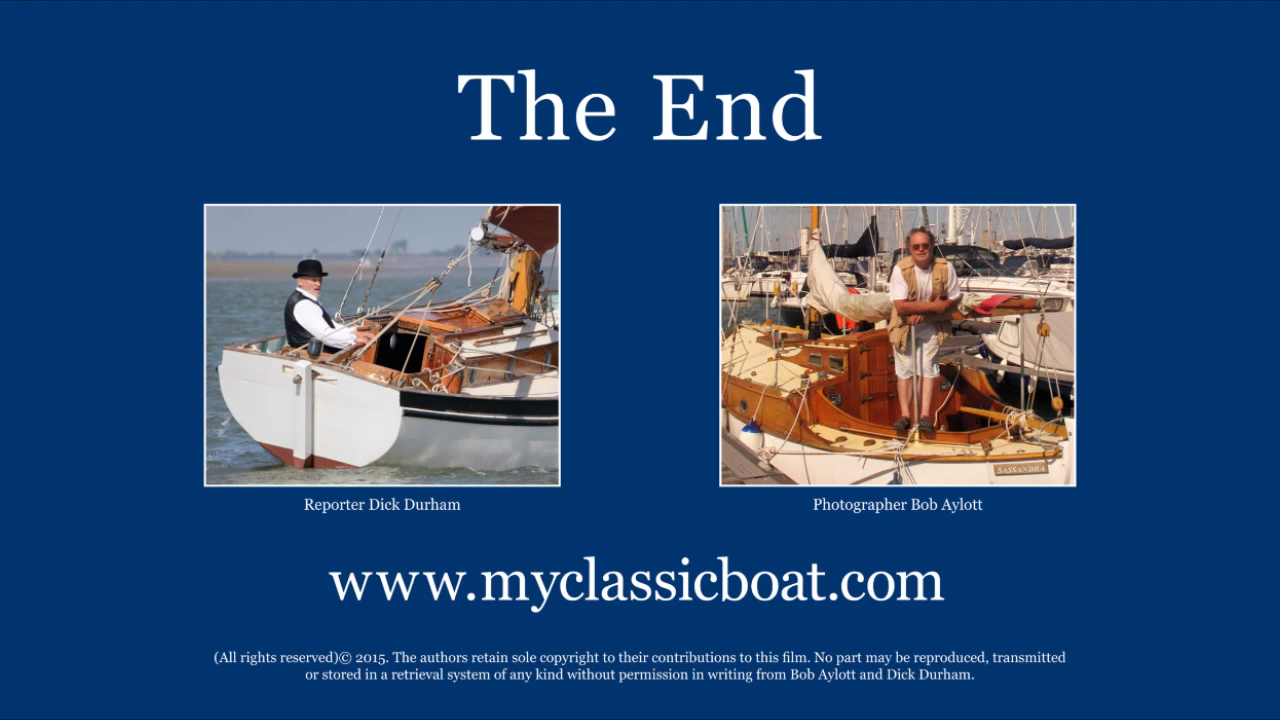 The End
SASSANDRA
Reporter Dick Durham
Photographer Bob Aylott
www.myclassicboat.com
(All rights reserved)© 2015. The authors retain sole copyright to their contributions to this film. No part may be reproduced, transmitted
or stored in a retrieval system of any kind without permission in writing from Bob Aylott and Dick Durham.